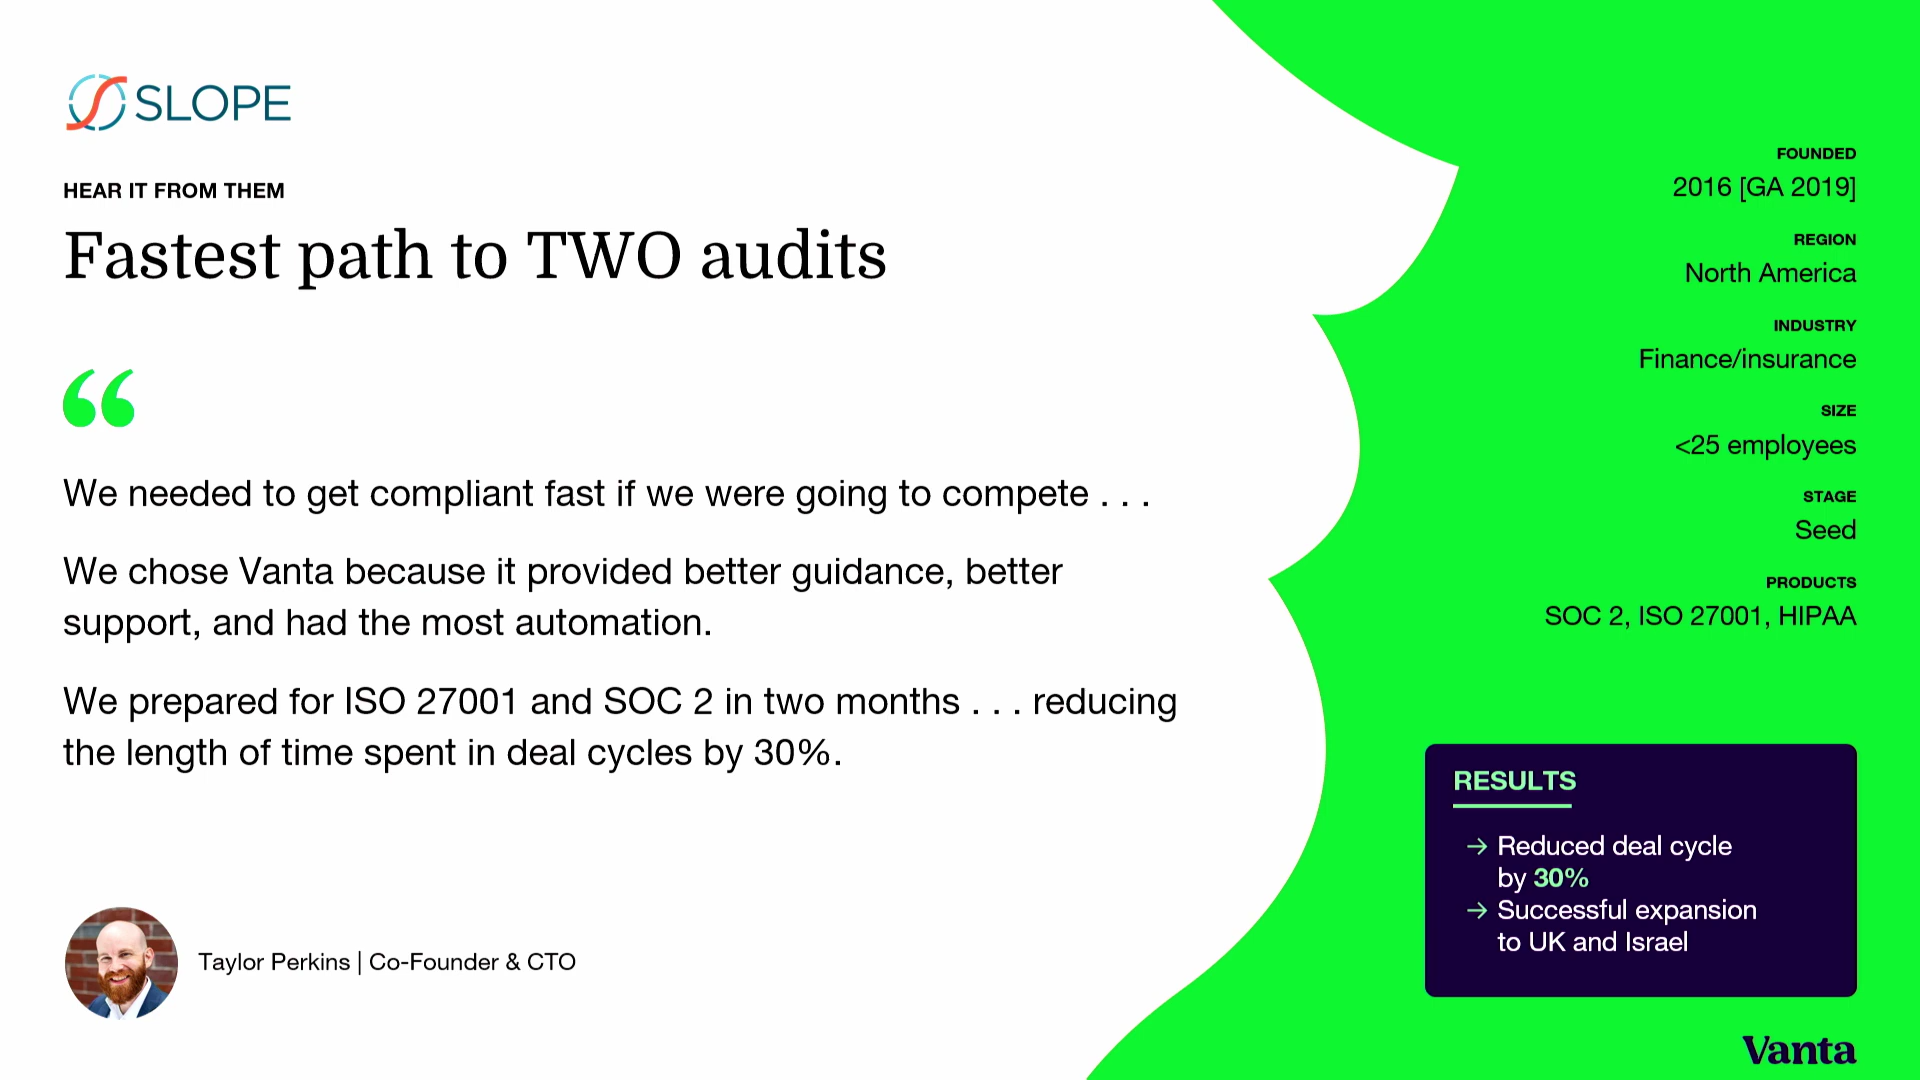 SLOPE
HEAR IT FROM THEM
Fastest path to TWO audits
“
We needed to get compliant fast if we were going to compete . . .
We chose Vanta because it provided better guidance, better
support, and had the most automation.
We prepared for ISO 27001 and SOC 2 in two months . . . reducing
the length of time spent in deal cycles by 30%.
Taylor Perkins | Co-Founder & CTO
FOUNDED
2016 [GA 2019]
REGION
North America
INDUSTRY
Finance/insurance
SIZE
<25 employees
STAGE
Seed
PRODUCTS
SOC 2, ISO 27001, HIPAA
RESULTS
→ Reduced deal cycle
by 30%
→ Successful expansion
to UK and Israel
Vanta